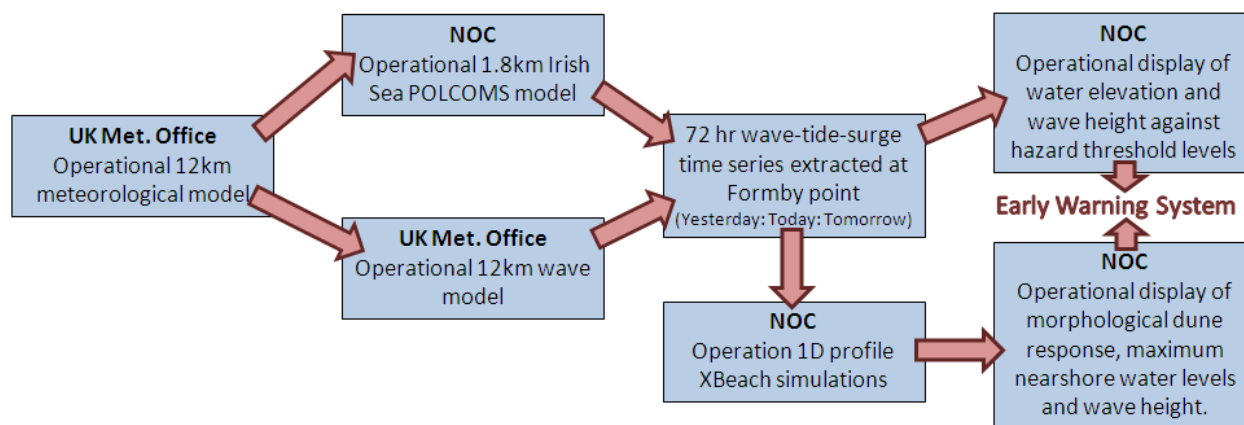 UK Met. Office
Operational 12km
meteorological model
NOC
Operational 1.8km Irish
Sea POLCOMS model
UK Met. Office
Operational 12km wave
model
72 hr wave-tide-surge
time series extracted at
Formby point
(Yesterday: Today: Tomorrow)
NOC
Operation 1D profile
XBeach simulations
NOC
Operational display of
water elevation and
wave height against
hazard threshold levels
Early Warning System
NOC
Operational display of
morphological dune
response, maximum
nearshore water levels
and wave height.